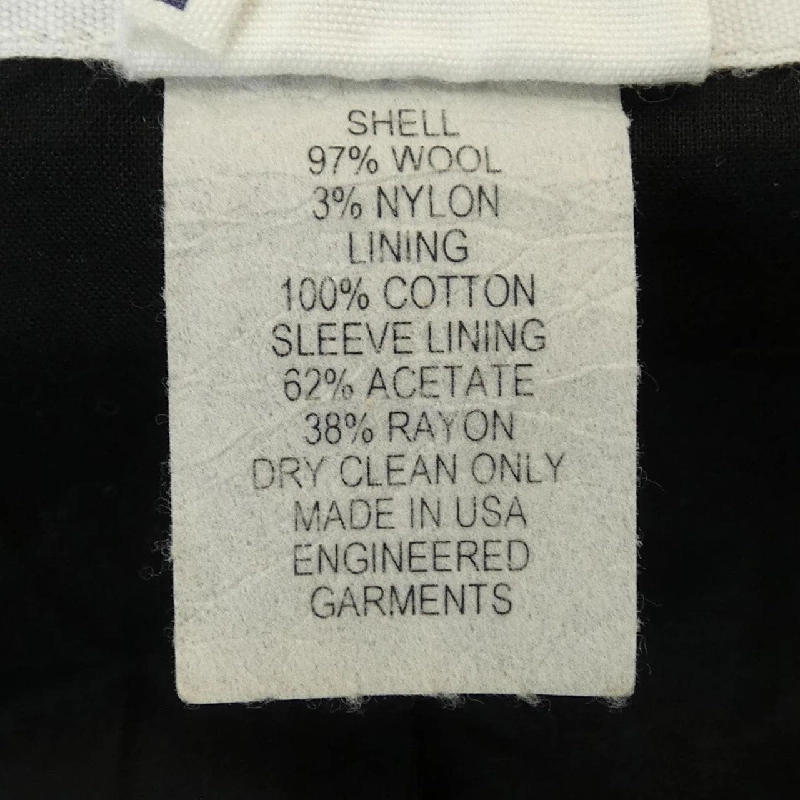 SHELL
97% WOOL
3% NYLON
LINING
100% COTTON
SLEEVE LINING
62% ACETATE
38% RAYON
DRY CLEAN ONLY
MADE IN USA
ENGINEERED
GARMENTS